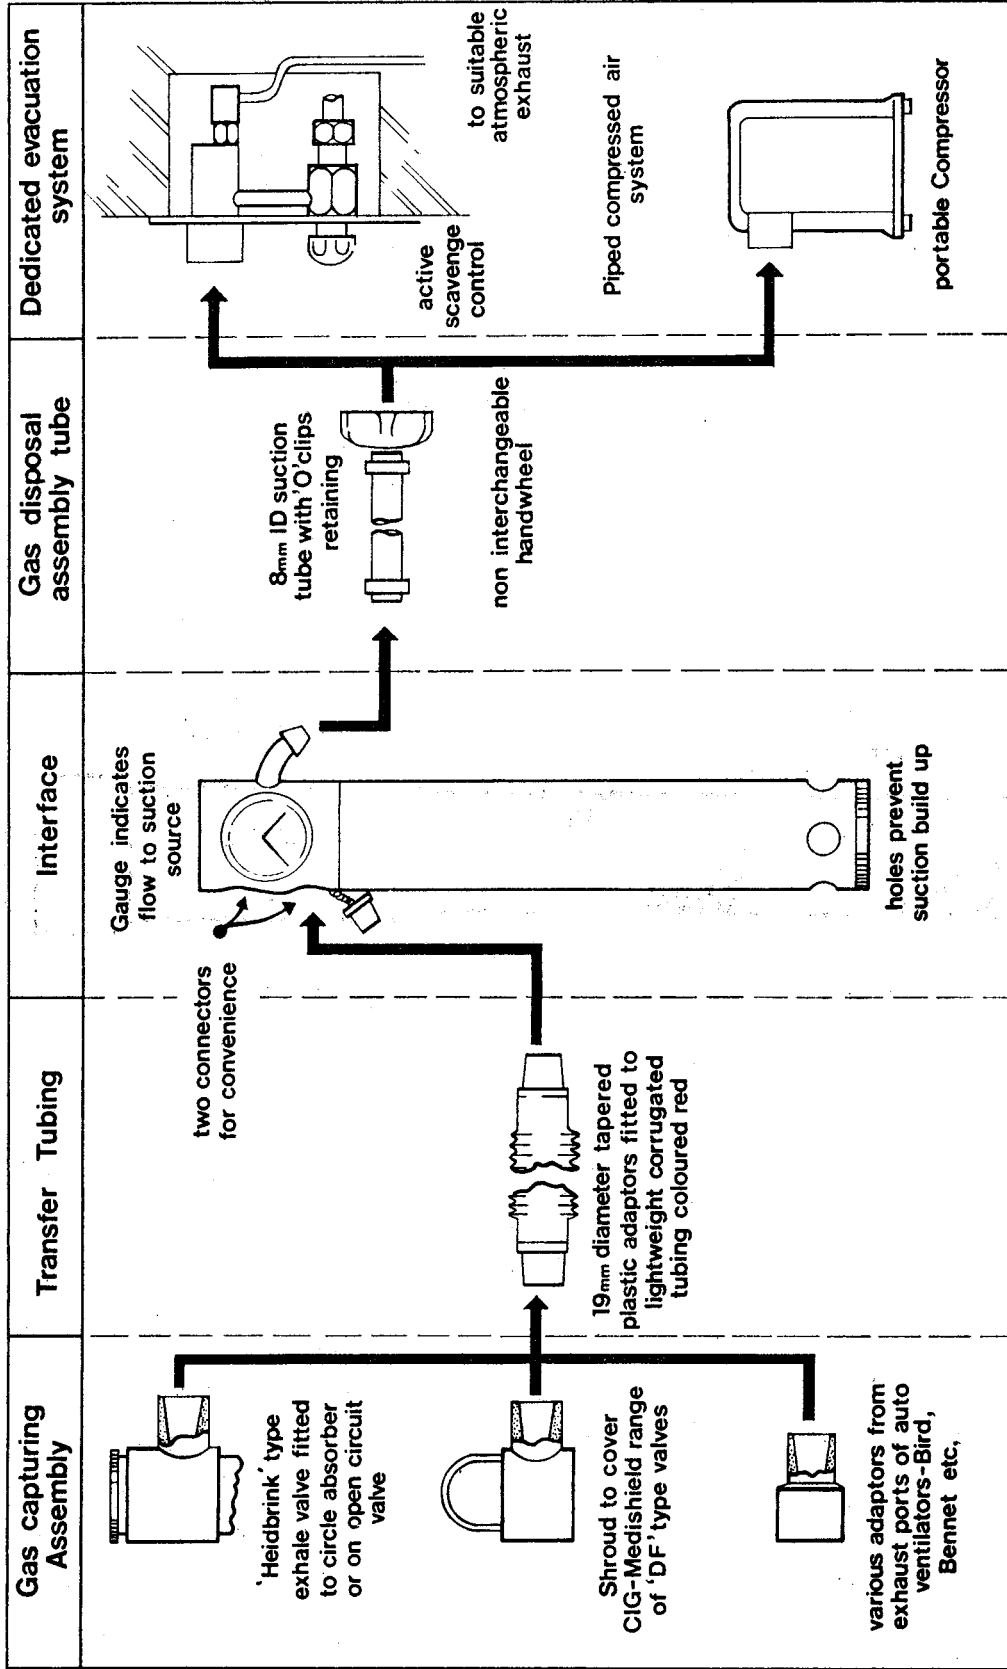 Gas capturing
Assembly
Transfer Tubing
Interface
Gas disposal
assembly tube
Dedicated evacuation
system
'Heidbrink' type
exhale valve fitted
to circle absorber
or on open circuit
valve
Shroud to cover
CIG-Medishield range
of 'DF' type valves
various adaptors from
exhaust ports of auto
ventilators-Bird,
Bennet etc,
two connectors
for convenience
19mm diameter tapered
plastic adaptors fitted to
lightweight corrugated
tubing coloured red
Gauge indicates
flow to suction
source
holes prevent
suction build up
8mm ID suction
tube with 'O' clips
retaining
non interchangeable
handwheel
active
scavenge
control
to suitable
atmospheric
exhaust
Piped compressed air
system
portable Compressor